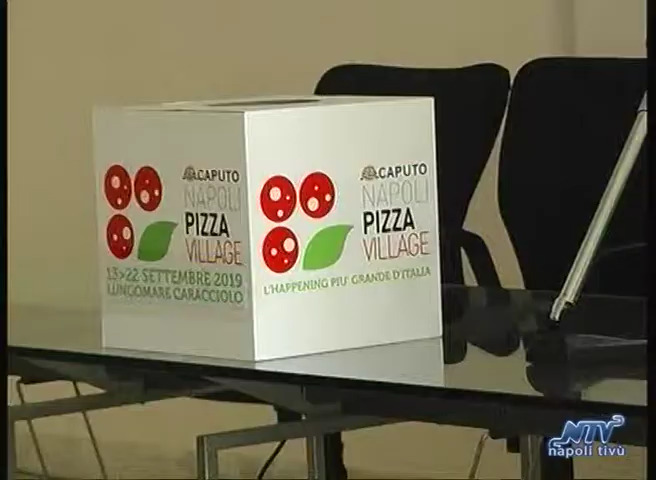 CAPUTO
NAPOLI
PIZZA
VILLAGE
13>22 SETTEMBRE 2019
LUNGOMARE CARACCIOLO
CAPUTO
NAPOLI
PIZZA
VILLAGE
L'HAPPENING PIU' GRANDE D'ITALIA
NTV
napoli tivù